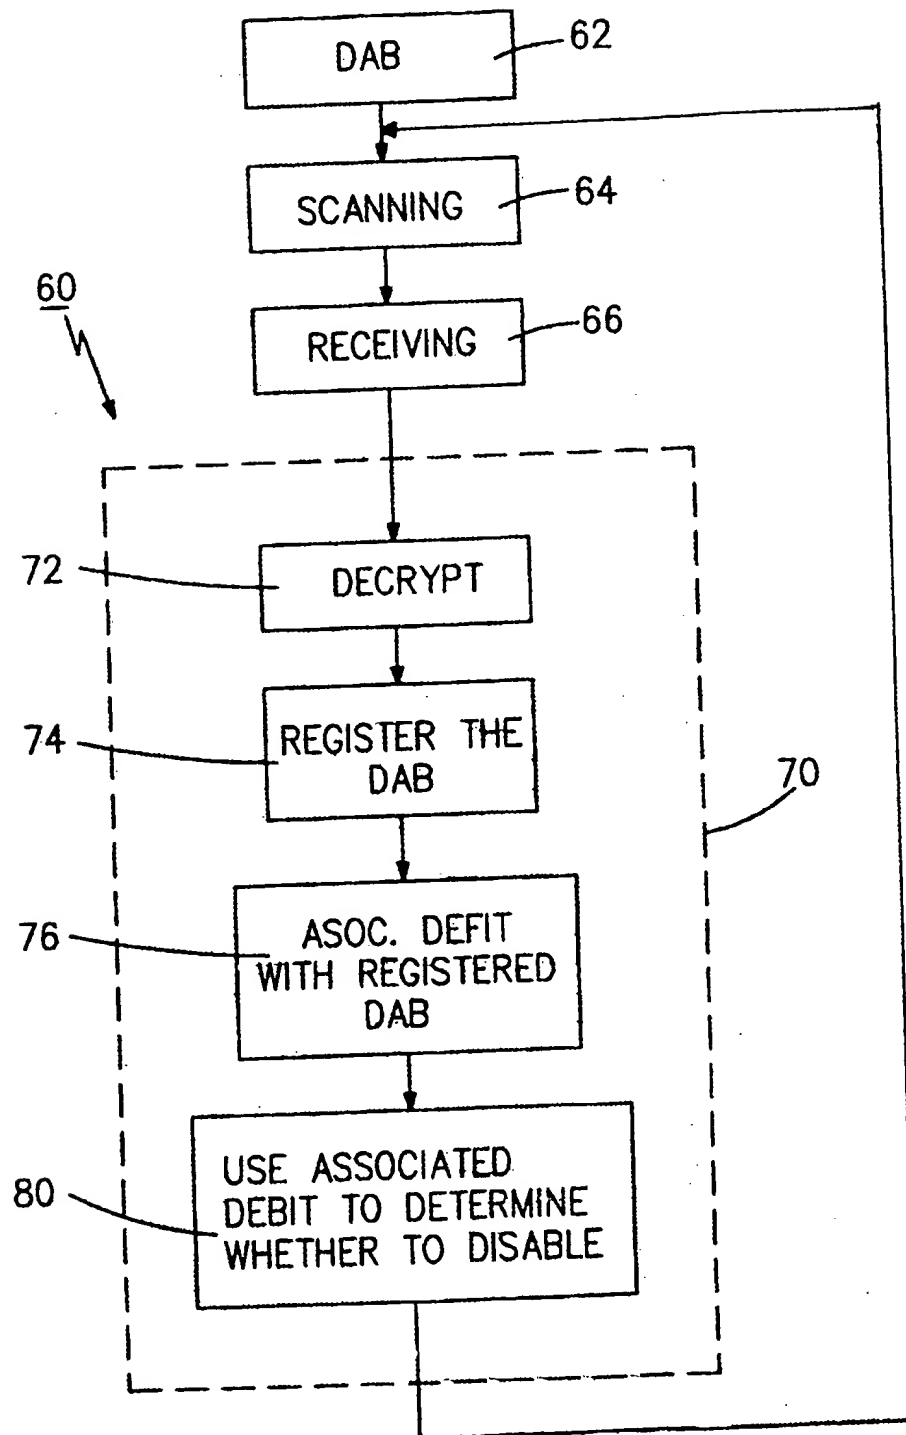 DAB
62
SCANNING
64
60
RECEIVING
66
72
DECRYPT
74
REGISTER THE
DAB
70
76
ASOC. DEFIT
WITH REGISTERED
DAB
80
USE ASSOCIATED
DEBIT TO DETERMINE
WHETHER TO DISABLE